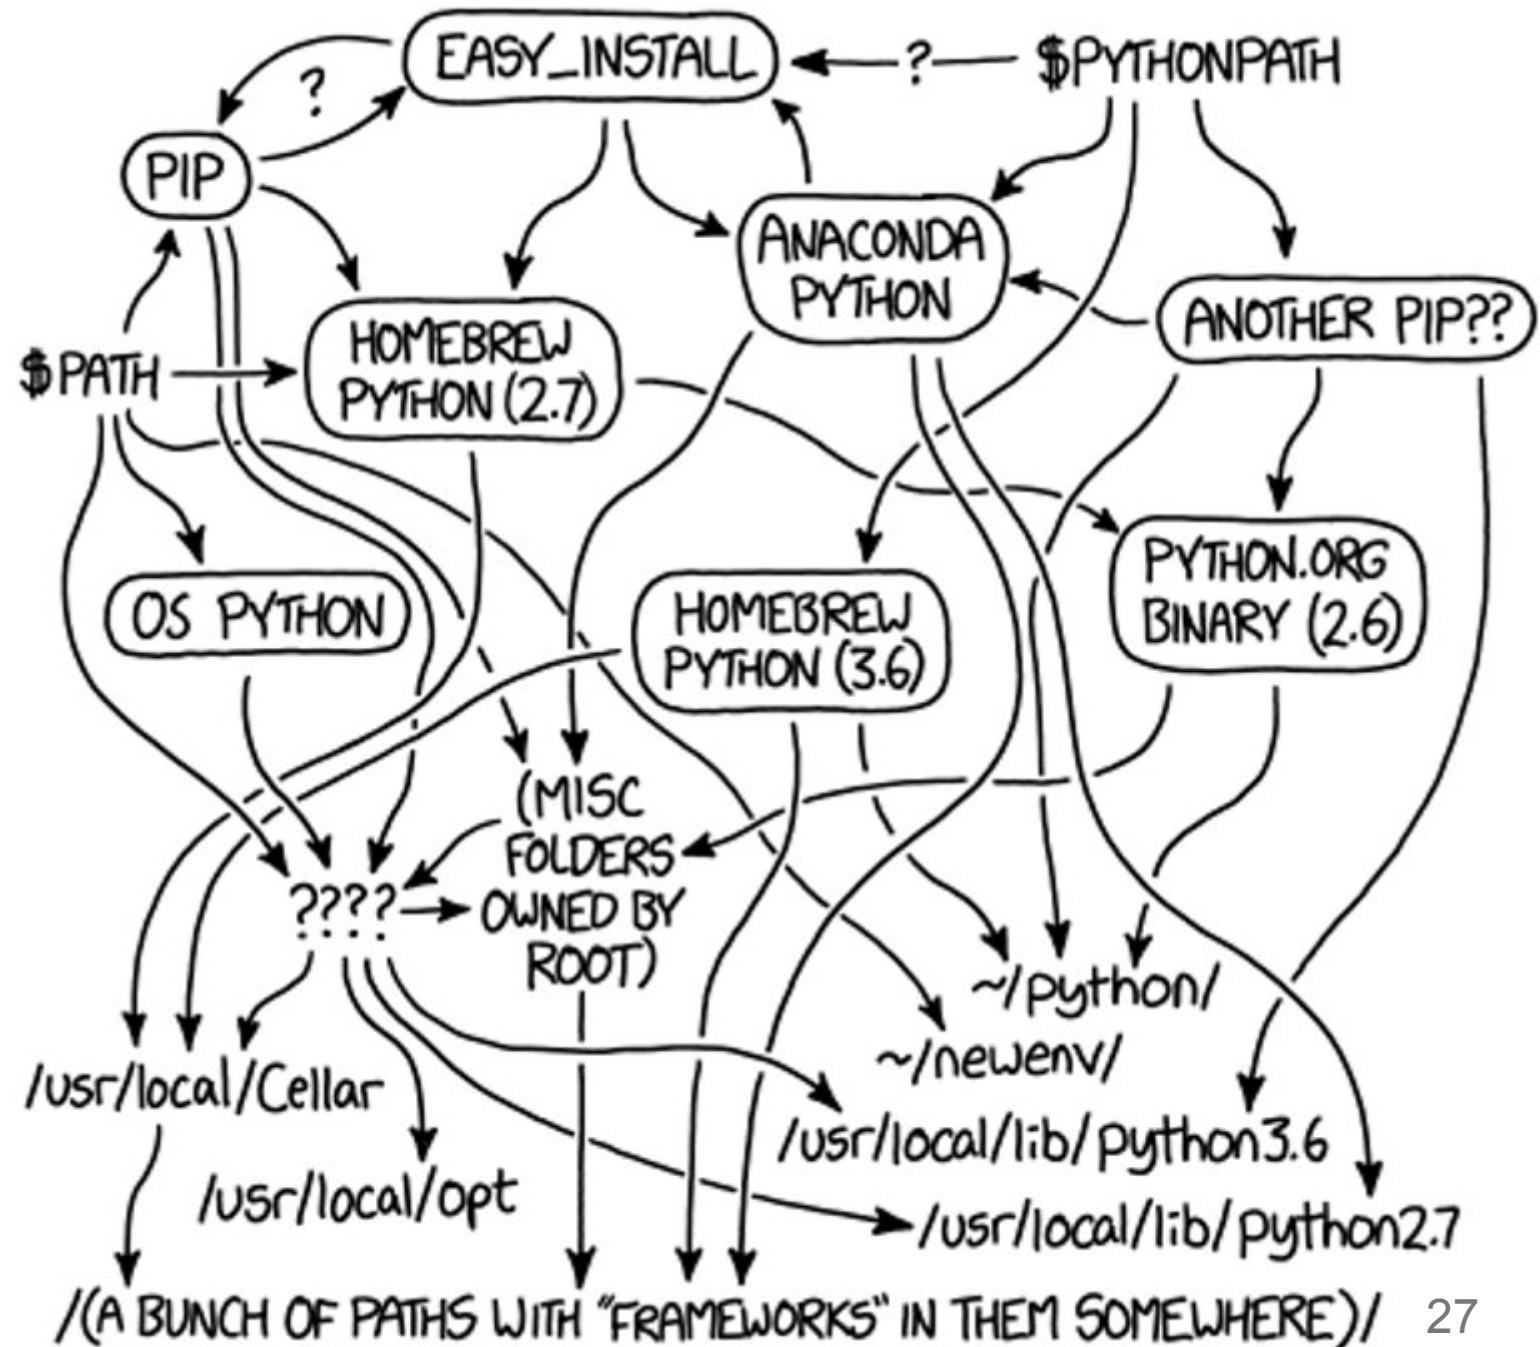 EASY_INSTALL
?
$PYTHONPATH
?
PIP
ANACONDA
PYTHON
ANOTHER PIP??
HOMEBREW
PYTHON (2.7)
$PATH
PYTHON.ORG
BINARY (2.6)
OS PYTHON
HOMEBREW
PYTHON (3.6)
(MISC
FOLDERS
OWNED BY
ROOT)
????
~/python/
~/newenv/
/usr/local/Cellar
/usr/local/lib/python3.6
/usr/local/opt
/usr/local/lib/python2.7
/(A BUNCH OF PATHS WITH "FRAMEWORKS" IN THEM SOMEWHERE)/
27